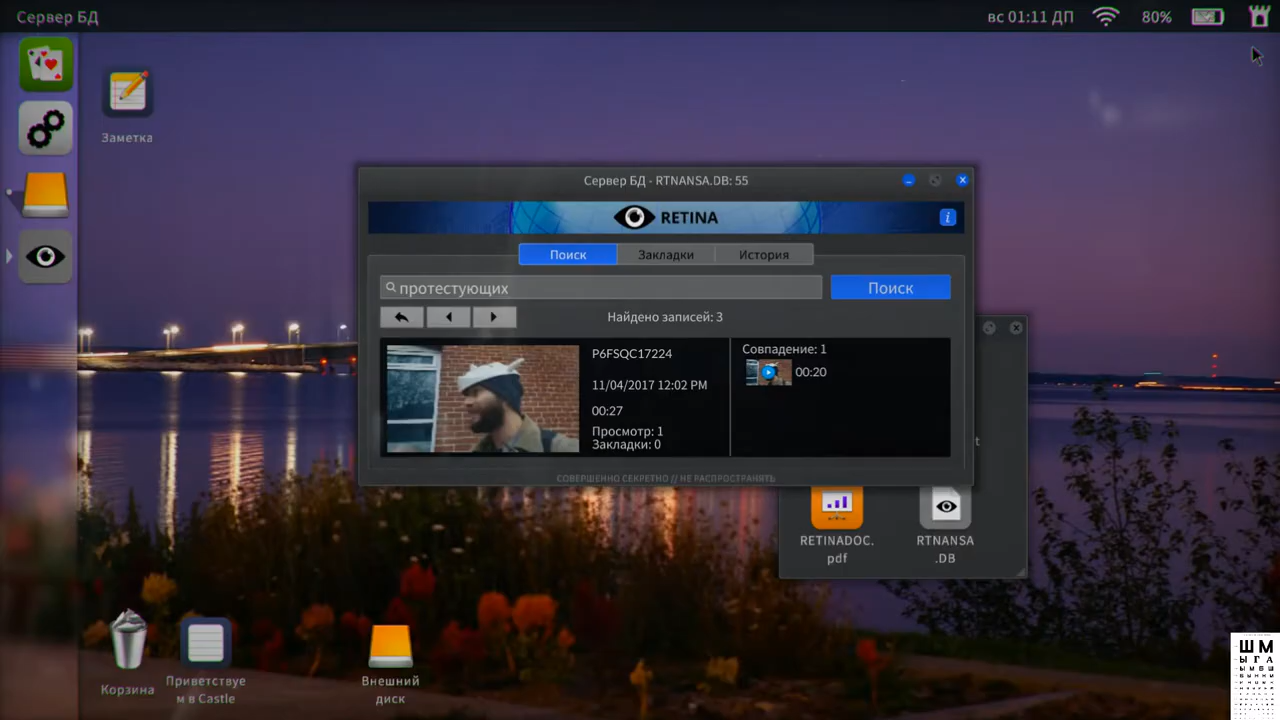 Сервер БД
вс 01:11 ДП
80%
Заметка
Сервер БД - RTNANSA.DB: 55
RETINA
i
Поиск
Закладки
История
протестующих
Поиск
Найдено записей: 3
P6FSQC17224
11/04/2017 12:02 PM
00:27
Просмотр: 1
Закладки: 0
Совпадение: 1
00:20
СОВЕРШЕННО СЕКРЕТНО // НЕ РАСПРОСТРАНЯТЬ
t
RETINADOC.
pdf
RTNANSA
.DB
Корзина
Приветствуе
м в Castle
Внешний
диск
Ш М
Ы Г А
Ы М Б Ш
Б Ы Н К И